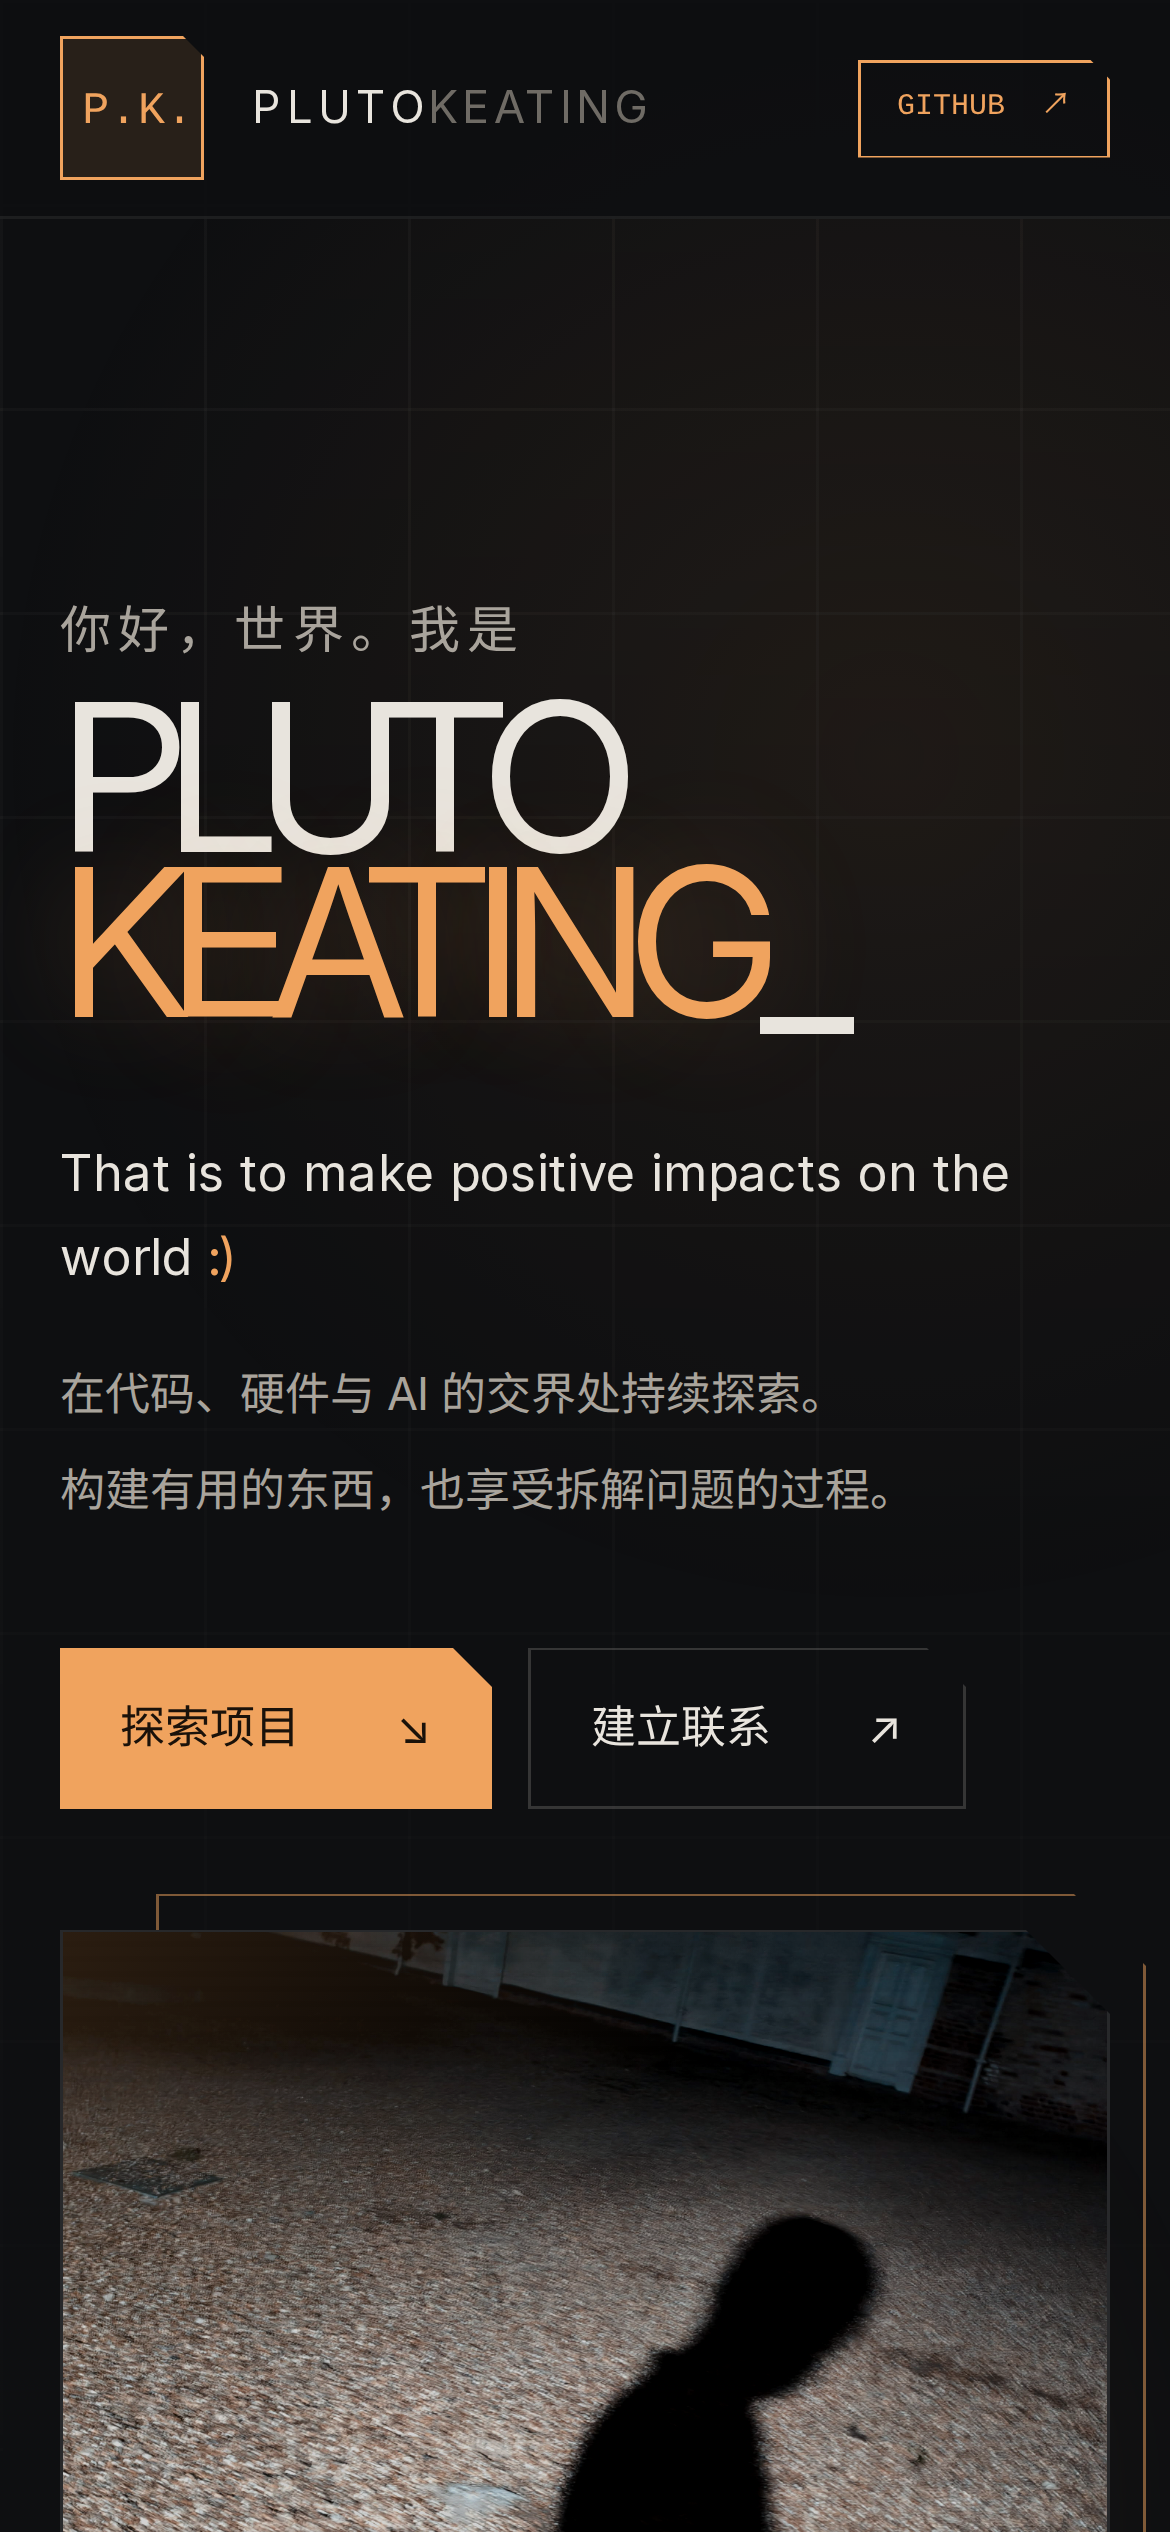 P.K.
PLUTOKEATING
GITHUB ↗
你好，世界。我是
PLUTO
KEATING_
That is to make positive impacts on the
world :)
在代码、硬件与 AI 的交界处持续探索。
构建有用的东西，也享受拆解问题的过程。
探索项目 ↘
建立联系 ↗